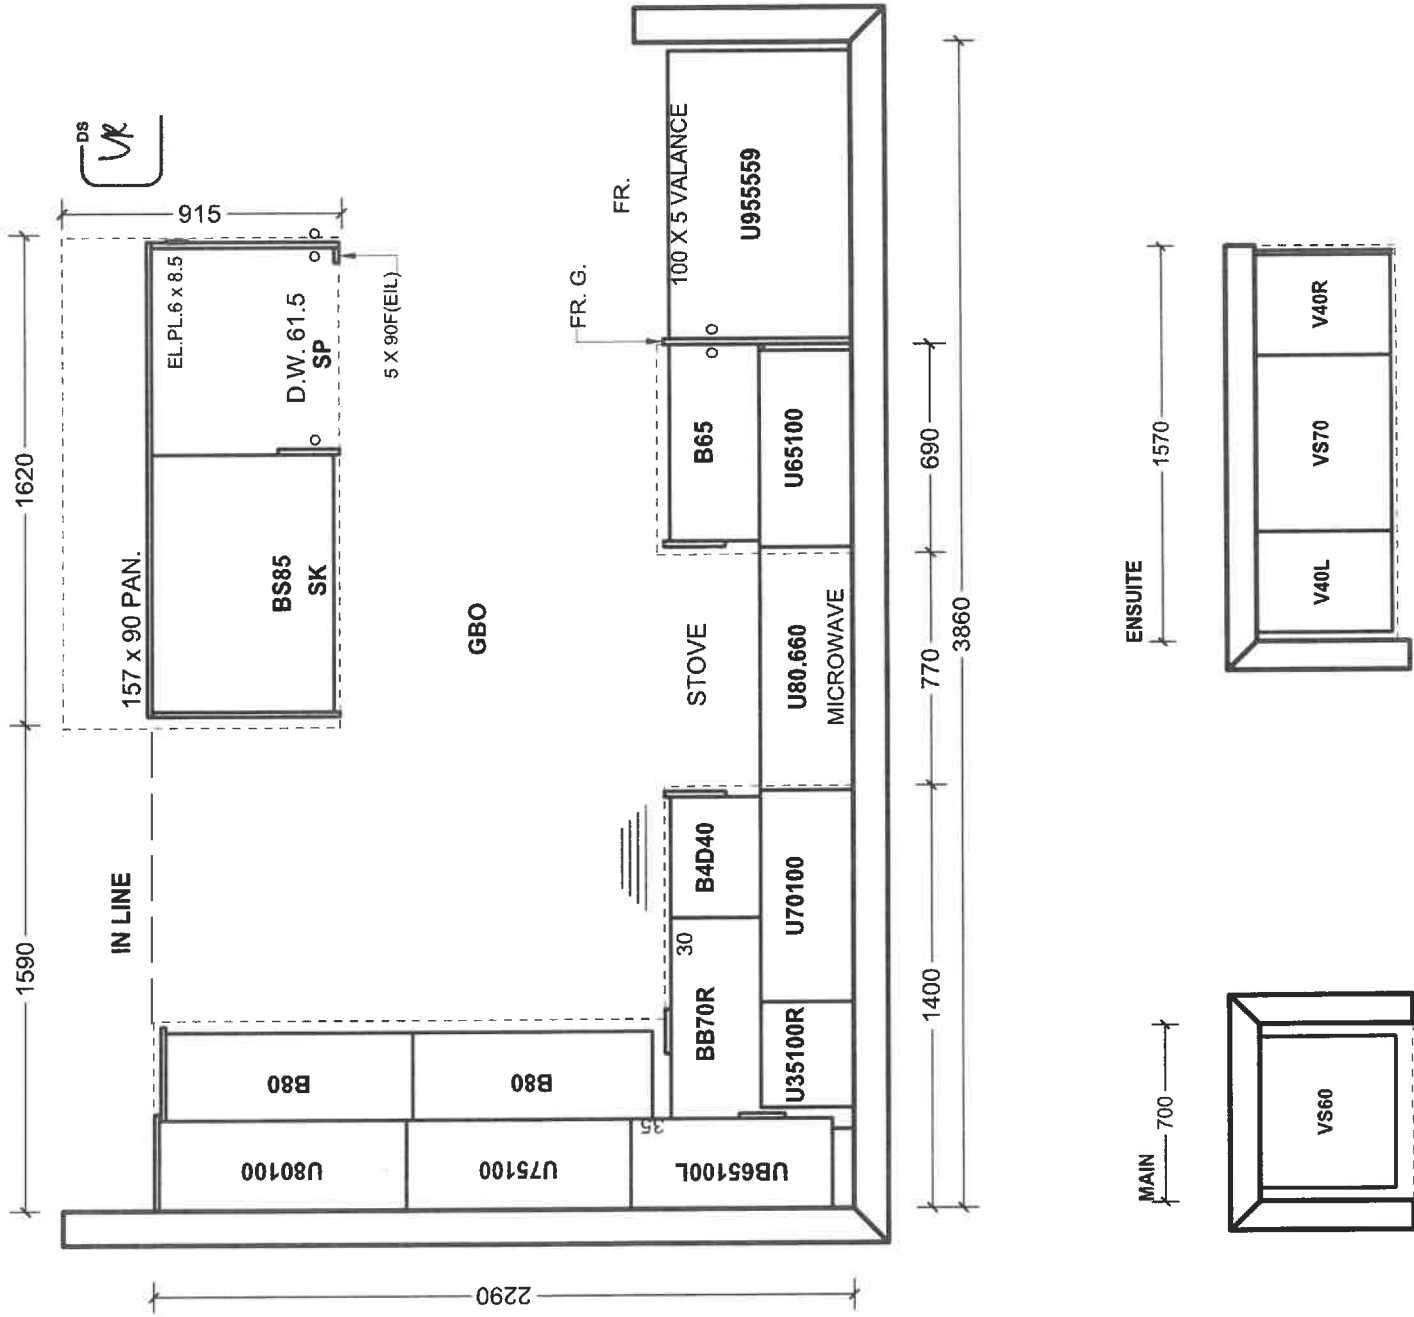 DS
VR
915
1620
1590
157 x 90 PAN.
EL.PL.6 x 8.5
D.W. 61.5
SP
5 X 90F(EIL)
BS85
SK
IN LINE
GBO
FR.
FR. G.
100 X 5 VALANCE
U955559
B65
U65100
STOVE
U80.660
MICROWAVE
B4D40
30
BB70R
U70100
U35100R
B80
B80
35
U80100
U75100
UB65100L
690
770
1400
3860
2290
ENSUITE
1570
V40L
VS70
V40R
MAIN
700
VS60